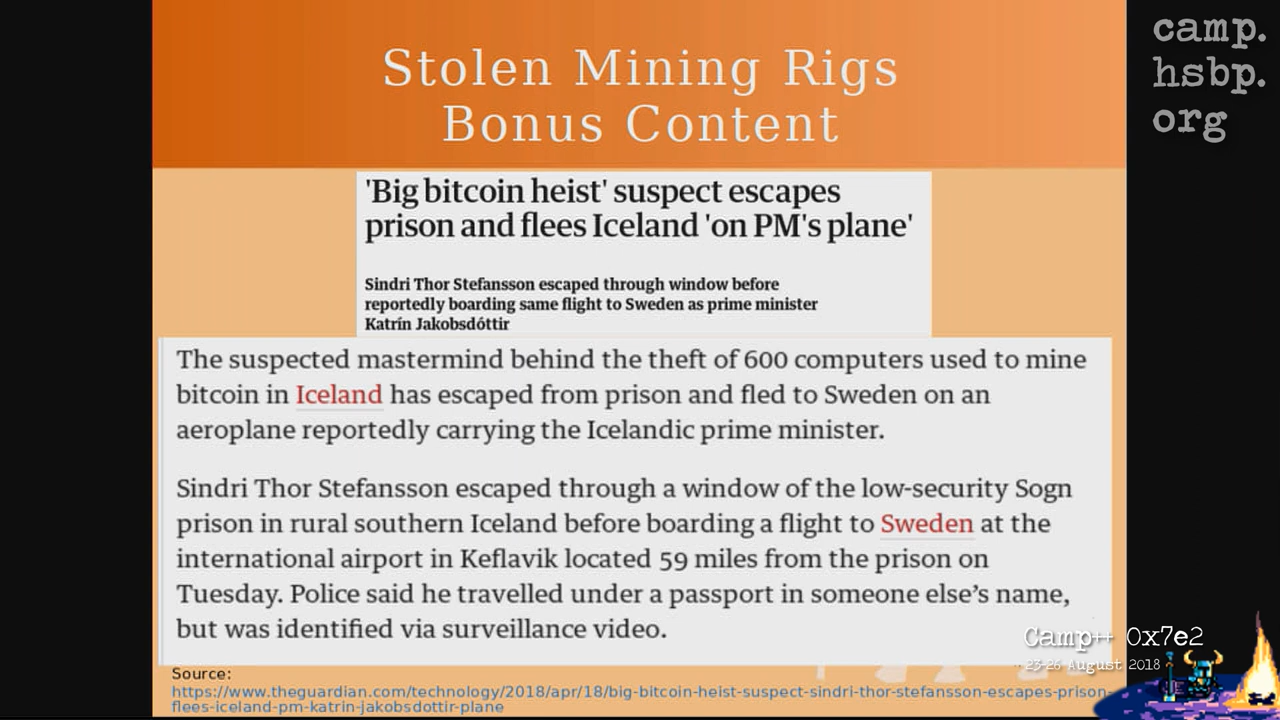 Stolen Mining Rigs
Bonus Content
camp.
hsbp.
org
'Big bitcoin heist' suspect escapes
prison and flees Iceland 'on PM's plane'
Sindri Thor Stefansson escaped through window before
reportedly boarding same flight to Sweden as prime minister
Katrín Jakobsdóttir
The suspected mastermind behind the theft of 600 computers used to mine
bitcoin in Iceland has escaped from prison and fled to Sweden on an
aeroplane reportedly carrying the Icelandic prime minister.
Sindri Thor Stefansson escaped through a window of the low-security Sogn
prison in rural southern Iceland before boarding a flight to Sweden at the
international airport in Keflavik located 59 miles from the prison on
Tuesday. Police said he travelled under a passport in someone else’s name,
but was identified via surveillance video.
Camp++ 0x7e2
23-26 August 2018
Source:
https://www.theguardian.com/technology/2018/apr/18/big-bitcoin-heist-suspect-sindri-thor-stefansson-escapes-prison-
flees-iceland-pm-katrin-jakobsdottir-plane